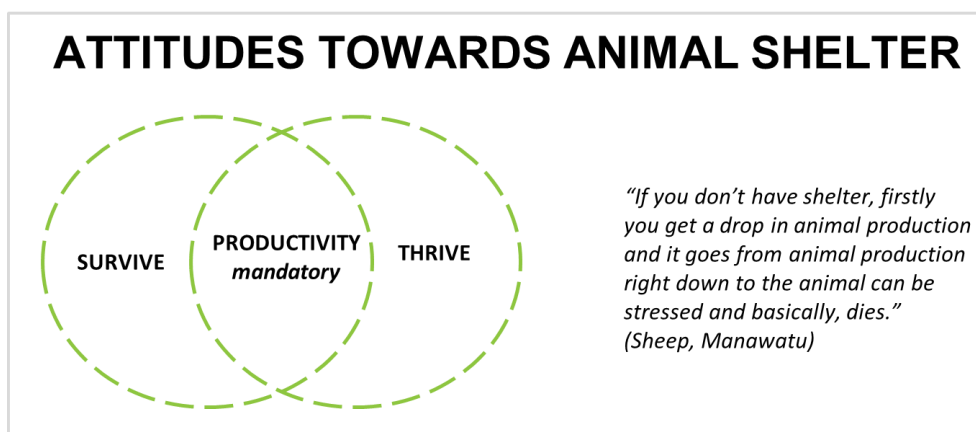 ATTITUDES TOWARDS ANIMAL SHELTER
SURVIVE
PRODUCTIVITY
mandatory
THRIVE
“If you don’t have shelter, firstly
you get a drop in animal production
and it goes from animal production
right down to the animal can be
stressed and basically, dies.”
(Sheep, Manawatu)